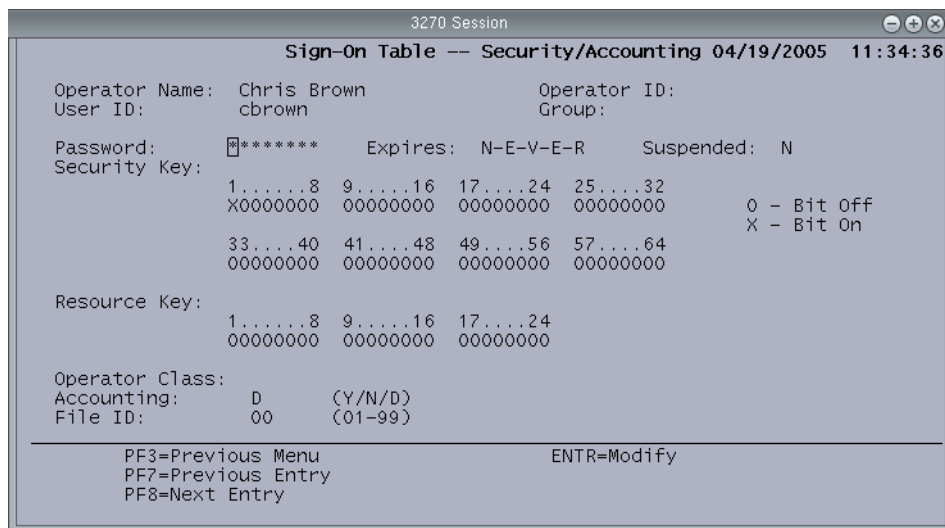 3270 Session
Sign-On Table -- Security/Accounting 04/19/2005 11:34:36
Operator Name: Chris Brown Operator ID:
User ID: cbrown Group:
Password: ******** Expires: N-E-V-E-R Suspended: N
Security Key:
1......8 9.....16 17....24 25....32
X0000000 00000000 00000000 00000000 0 - Bit Off
X - Bit On
33....40 41....48 49....56 57....64
00000000 00000000 00000000 00000000
Resource Key:
1......8 9.....16 17....24
00000000 00000000 00000000
Operator Class:
Accounting: D (Y/N/D)
File ID: 00 (01-99)
PF3=Previous Menu ENTR=Modify
PF7=Previous Entry
PF8=Next Entry